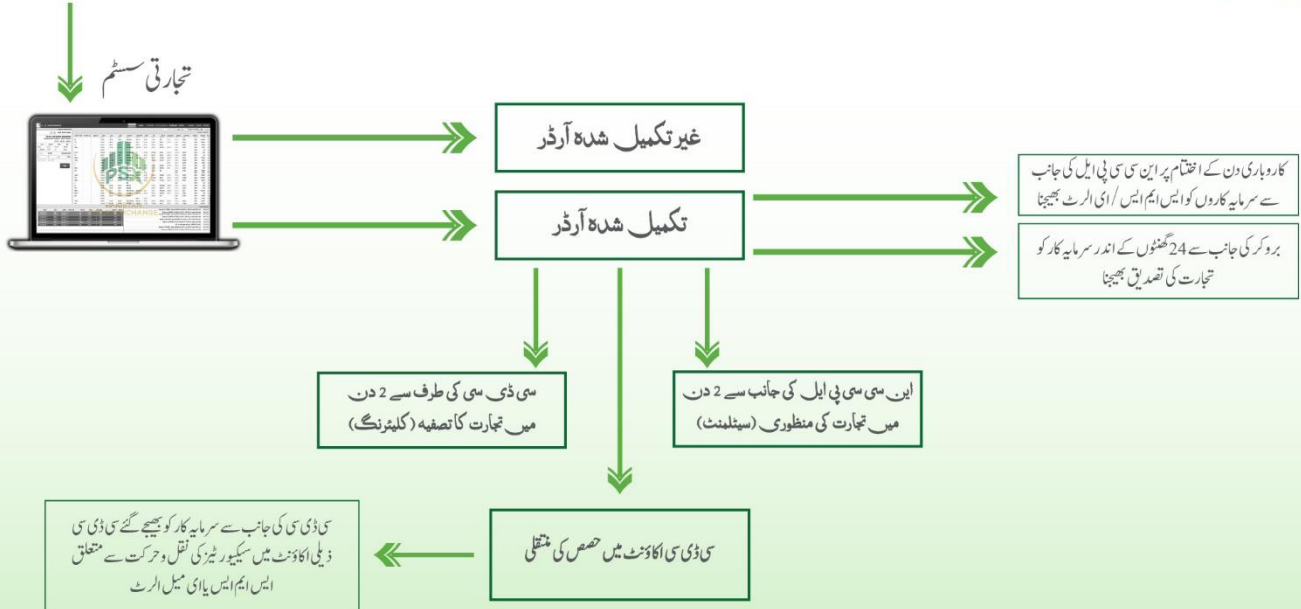 تجارتی سسٹم
غیر تکمیل شدہ آرڈر
تکمیل شدہ آرڈر
کاروباری دن کے اختتام پر این سی سی پی ایل کی جانب
سے سرمایہ کاروں کو ایس ایم ایس / ای الرٹ بھیجنا
بروکر کی جانب سے 24 گھنٹوں کے اندر سرمایہ کار کو
تجارت کی تصدیق بھیجنا
این سی سی پی ایل کی جانب سے 2 دن
میں تجارت کی منظوری (سیٹلمنٹ)
سی ڈی سی کی طرف سے 2 دن
میں تجارت کا تصفیہ (کلیئرنگ)
سی ڈی سی اکاؤنٹ میں حصص کی منتقلی
سی ڈی سی کی جانب سے سرمایہ کار کو بھیجے گئے سی ڈی سی
ذیلی اکاؤنٹ میں سیکیورٹیز کی نقل و حرکت سے متعلق
ایس ایم ایس یا ای میل الرٹ
PSX